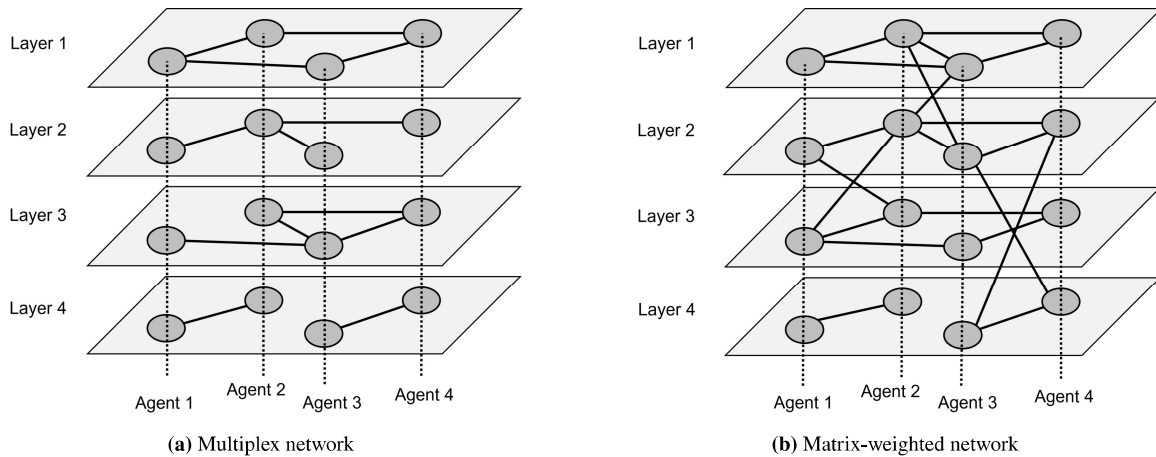 Layer 1
Layer 2
Layer 3
Layer 4
Agent 1
Agent 2
Agent 3
Agent 4
(a) Multiplex network
Layer 1
Layer 2
Layer 3
Layer 4
Agent 1
Agent 2
Agent 3
Agent 4
(b) Matrix-weighted network